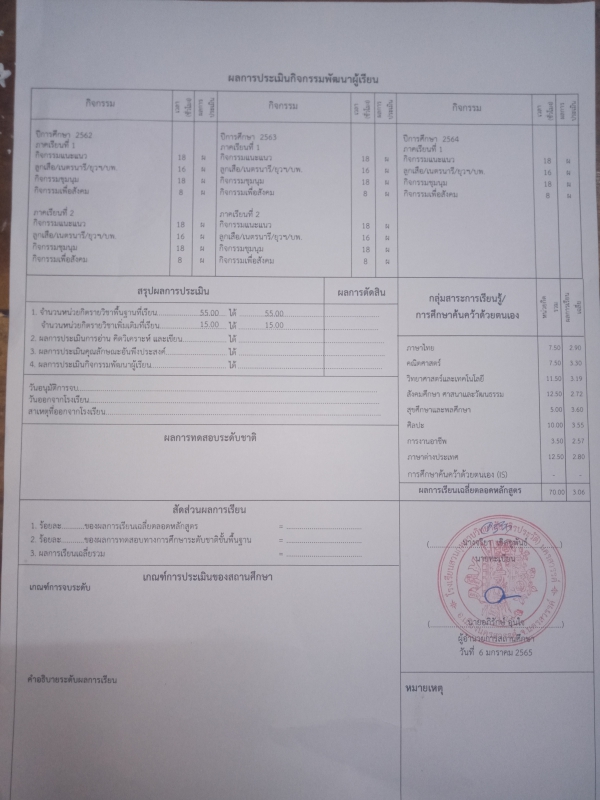 ผลการประเมินกิจกรรมพัฒนาผู้เรียน
กิจกรรม เวลา (ชั่วโมง) ผลการประเมิน กิจกรรม เวลา (ชั่วโมง) ผลการประเมิน กิจกรรม เวลา (ชั่วโมง) ผลการประเมิน
ปีการศึกษา 2562
ภาคเรียนที่ 1
กิจกรรมแนะแนว 18 ผ
ลูกเสือ/เนตรนารี/ยุวฯ/บพ. 16 ผ
กิจกรรมชุมนุม 18 ผ
กิจกรรมเพื่อสังคม 8 ผ
ภาคเรียนที่ 2
กิจกรรมแนะแนว 18 ผ
ลูกเสือ/เนตรนารี/ยุวฯ/บพ. 16 ผ
กิจกรรมชุมนุม 18 ผ
กิจกรรมเพื่อสังคม 8 ผ
ปีการศึกษา 2563
ภาคเรียนที่ 1
กิจกรรมแนะแนว 18 ผ
ลูกเสือ/เนตรนารี/ยุวฯ/บพ. 16 ผ
กิจกรรมชุมนุม 18 ผ
กิจกรรมเพื่อสังคม 8 ผ
ภาคเรียนที่ 2
กิจกรรมแนะแนว 18 ผ
ลูกเสือ/เนตรนารี/ยุวฯ/บพ. 16 ผ
กิจกรรมชุมนุม 18 ผ
กิจกรรมเพื่อสังคม 8 ผ
ปีการศึกษา 2564
ภาคเรียนที่ 1
กิจกรรมแนะแนว 18 ผ
ลูกเสือ/เนตรนารี/ยุวฯ/บพ. 16 ผ
กิจกรรมชุมนุม 18 ผ
กิจกรรมเพื่อสังคม 8 ผ
สรุปผลการประเมิน ผลการตัดสิน
1. จำนวนหน่วยกิตรายวิชาพื้นฐานที่เรียน 55.00 ได้ 55.00
จำนวนหน่วยกิตรายวิชาเพิ่มเติมที่เรียน 15.00 ได้ 15.00
2. ผลการประเมินการอ่าน คิดวิเคราะห์ และเขียน
3. ผลการประเมินคุณลักษณะอันพึงประสงค์
4. ผลการประเมินกิจกรรมพัฒนาผู้เรียน
วันอนุมัติการจบ
วันออกจากโรงเรียน
สาเหตุที่ออกจากโรงเรียน
ผลการทดสอบระดับชาติ
สัดส่วนผลการเรียน
1. ร้อยละ..........ของผลการเรียนเฉลี่ยตลอดหลักสูตร =
2. ร้อยละ..........ของผลการทดสอบทางการศึกษาระดับชาติขั้นพื้นฐาน =
3. ผลการเรียนเฉลี่ยรวม =
เกณฑ์การประเมินของสถานศึกษา
เกณฑ์การจบระดับ
คำอธิบายระดับผลการเรียน
กลุ่มสาระการเรียนรู้/
การศึกษาค้นคว้าด้วยตนเอง
หน่วยกิตรวม ผลการเรียนเฉลี่ย
ภาษาไทย 7.50 2.90
คณิตศาสตร์ 7.50 3.30
วิทยาศาสตร์และเทคโนโลยี 11.50 3.19
สังคมศึกษา ศาสนาและวัฒนธรรม 12.50 2.72
สุขศึกษาและพลศึกษา 5.00 3.60
ศิลปะ 10.00 3.55
การงานอาชีพ 3.50 2.57
ภาษาต่างประเทศ 12.50 2.80
การศึกษาค้นคว้าด้วยตนเอง (IS) - -
ผลการเรียนเฉลี่ยตลอดหลักสูตร 70.00 3.06
นายทะเบียน
ผู้อำนวยการสถานศึกษา
วันที่ 6 มกราคม 2565
หมายเหตุ